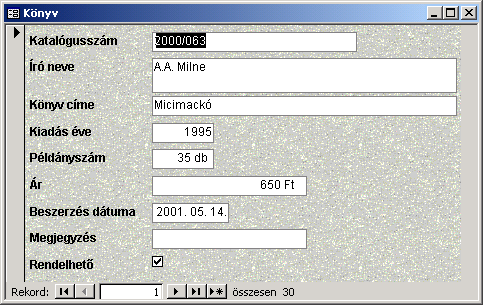 Könyv
Katalógusszám 2000/063
Író neve A.A. Milne
Könyv címe Micimackó
Kiadás éve 1995
Példányszám 35 db
Ár 650 Ft
Beszerzés dátuma 2001. 05. 14.
Megjegyzés
Rendelhető
Rekord: 1 összesen 30